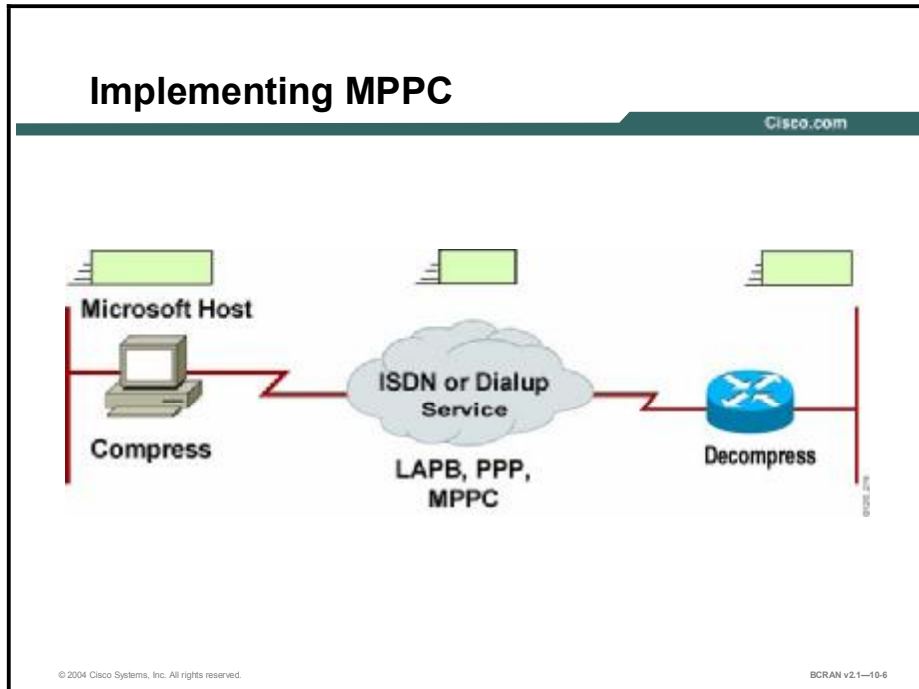 Implementing MPPC
Cisco.com
Microsoft Host
Compress
ISDN or Dialup
Service
LAPB, PPP,
MPPC
Decompress
© 2004 Cisco Systems, Inc. All rights reserved.
BCRAN v2.1—10-6